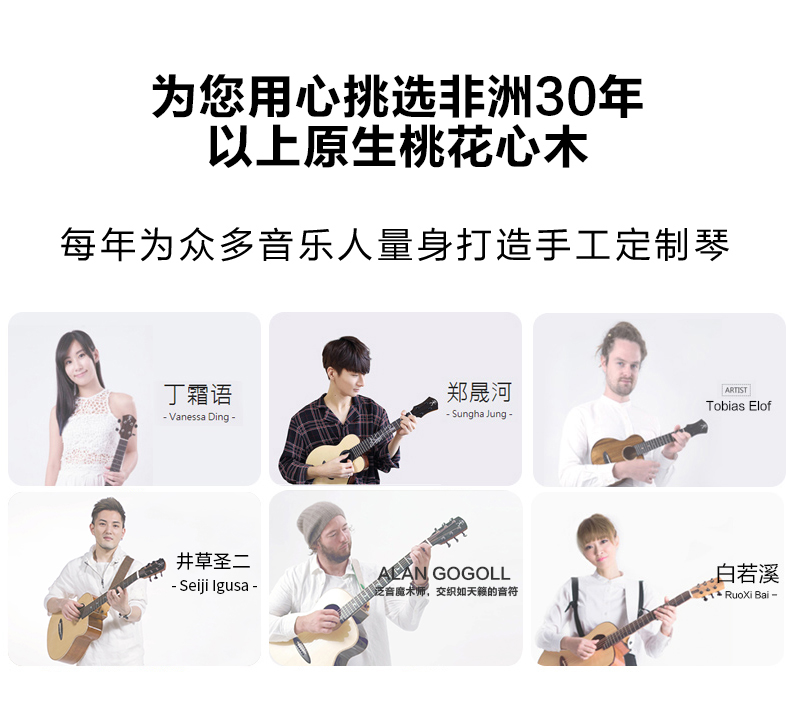 为您用心挑选非洲30年
以上原生桃花心木
每年为众多音乐人量身打造手工定制琴
丁霜语
- Vanessa Ding -
郑晟河
- Sungha Jung -
ARTIST
Tobias Elof
井草圣二
- Seiji Igusa -
ALAN GOGOLL
泛音魔术师，交织如天籁的音符
白若溪
- RuoXi Bai -